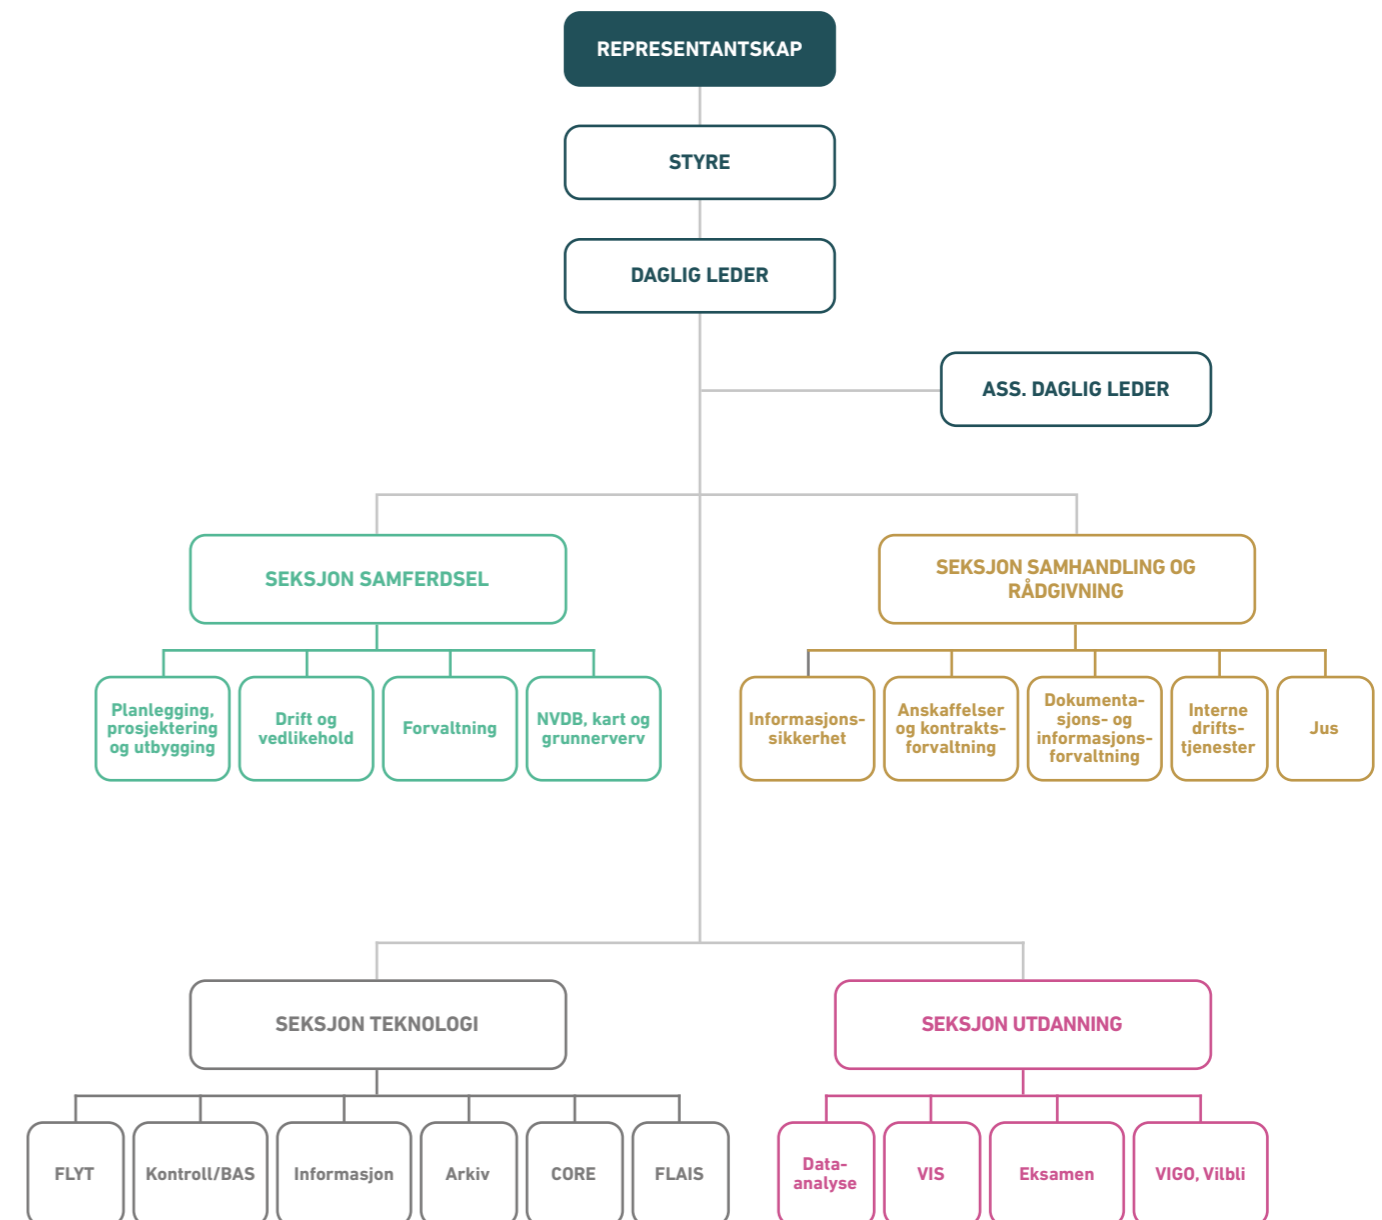 REPRESENTANTSKAP
STYRE
DAGLIG LEDER
ASS. DAGLIG LEDER
SEKSJON SAMFERDSEL
SEKSJON SAMHANDLING OG
RÅDGIVNING
Planlegging,
prosjektering
og utbygging
Drift og
vedlikehold
Forvaltning
NVDB, kart og
grunnerverv
Informasjons-
sikkerhet
Anskaffelser
og kontrakts-
forvaltning
Dokumenta-
sjons- og
informasjons-
forvaltning
Interne
drifts-
tjenester
Jus
SEKSJON TEKNOLOGI
SEKSJON UTDANNING
FLYT
Kontroll/BAS
Informasjon
Arkiv
CORE
FLAIS
Data-
analyse
VIS
Eksamen
VIGO, Vilbli